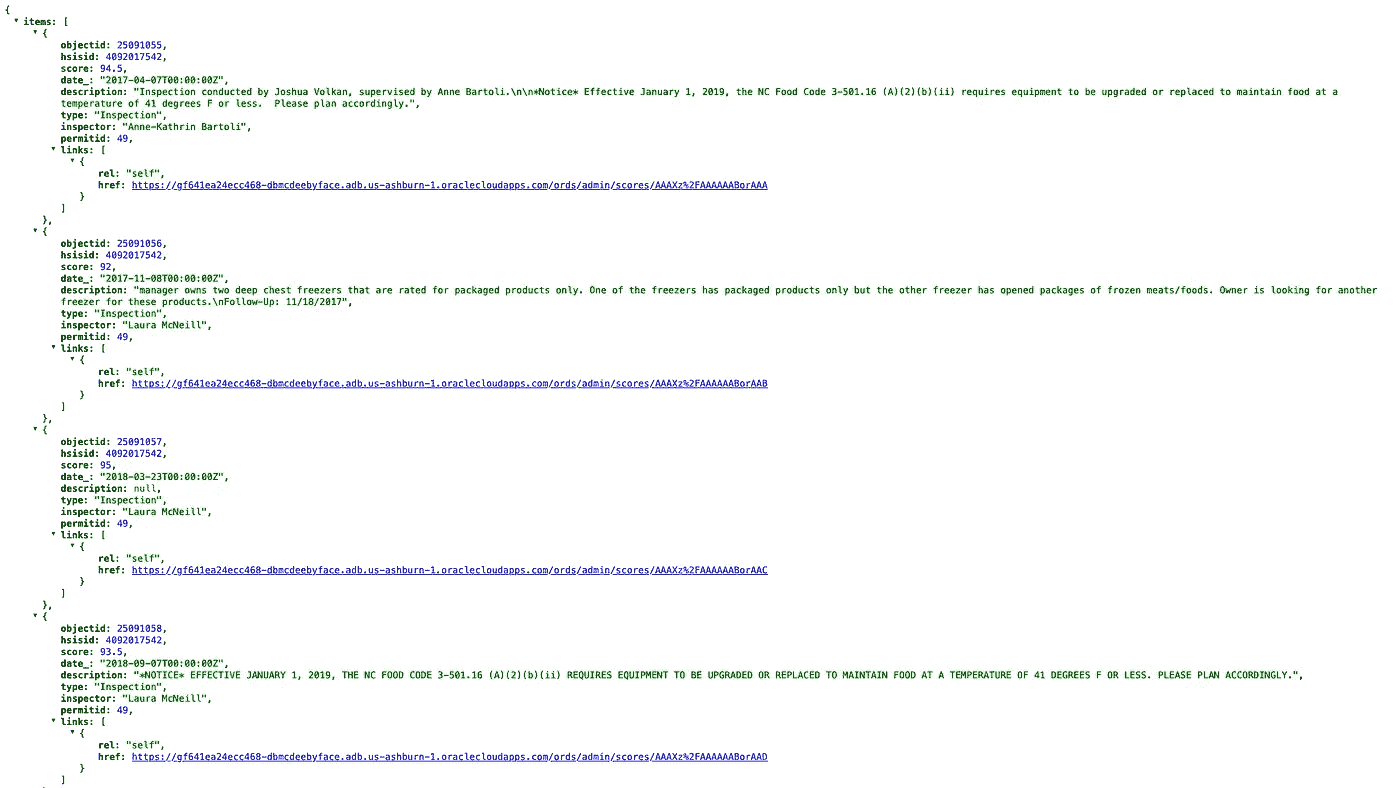 {
▼ items: [
▼ {
objectid: 25091055,
hsisid: 4092017542,
score: 94.5,
date_: "2017-04-07T00:00:00Z",
description: "Inspection conducted by Joshua Volkan, supervised by Anne Bartoli.\n\n*Notice* Effective January 1, 2019, the NC Food Code 3-501.16 (A)(2)(b)(ii) requires equipment to be upgraded or replaced to maintain food at a
temperature of 41 degrees F or less.  Please plan accordingly.",
type: "Inspection",
inspector: "Anne-Kathrin Bartoli",
permitid: 49,
▼ links: [
▼ {
rel: "self",
href: https://gf641ea24ecc468-dbmcdeebyface.adb.us-ashburn-1.oraclecloudapps.com/ords/admin/scores/AAAXz%2FAAAAAABorAAA
}
]
},
▼ {
objectid: 25091056,
hsisid: 4092017542,
score: 92,
date_: "2017-11-08T00:00:00Z",
description: "manager owns two deep chest freezers that are rated for packaged products only. One of the freezers has packaged products only but the other freezer has opened packages of frozen meats/foods. Owner is looking for another
freezer for these products.\nFollow-Up: 11/18/2017",
type: "Inspection",
inspector: "Laura McNeill",
permitid: 49,
▼ links: [
▼ {
rel: "self",
href: https://gf641ea24ecc468-dbmcdeebyface.adb.us-ashburn-1.oraclecloudapps.com/ords/admin/scores/AAAXz%2FAAAAAABorAAB
}
]
},
▼ {
objectid: 25091057,
hsisid: 4092017542,
score: 95,
date_: "2018-03-23T00:00:00Z",
description: null,
type: "Inspection",
inspector: "Laura McNeill",
permitid: 49,
▼ links: [
▼ {
rel: "self",
href: https://gf641ea24ecc468-dbmcdeebyface.adb.us-ashburn-1.oraclecloudapps.com/ords/admin/scores/AAAXz%2FAAAAAABorAAC
}
]
},
▼ {
objectid: 25091058,
hsisid: 4092017542,
score: 93.5,
date_: "2018-09-07T00:00:00Z",
description: "*NOTICE* EFFECTIVE JANUARY 1, 2019, THE NC FOOD CODE 3-501.16 (A)(2)(b)(ii) REQUIRES EQUIPMENT TO BE UPGRADED OR REPLACED TO MAINTAIN FOOD AT A TEMPERATURE OF 41 DEGREES F OR LESS. PLEASE PLAN ACCORDINGLY.",
type: "Inspection",
inspector: "Laura McNeill",
permitid: 49,
▼ links: [
▼ {
rel: "self",
href: https://gf641ea24ecc468-dbmcdeebyface.adb.us-ashburn-1.oraclecloudapps.com/ords/admin/scores/AAAXz%2FAAAAAABorAAD
}
]